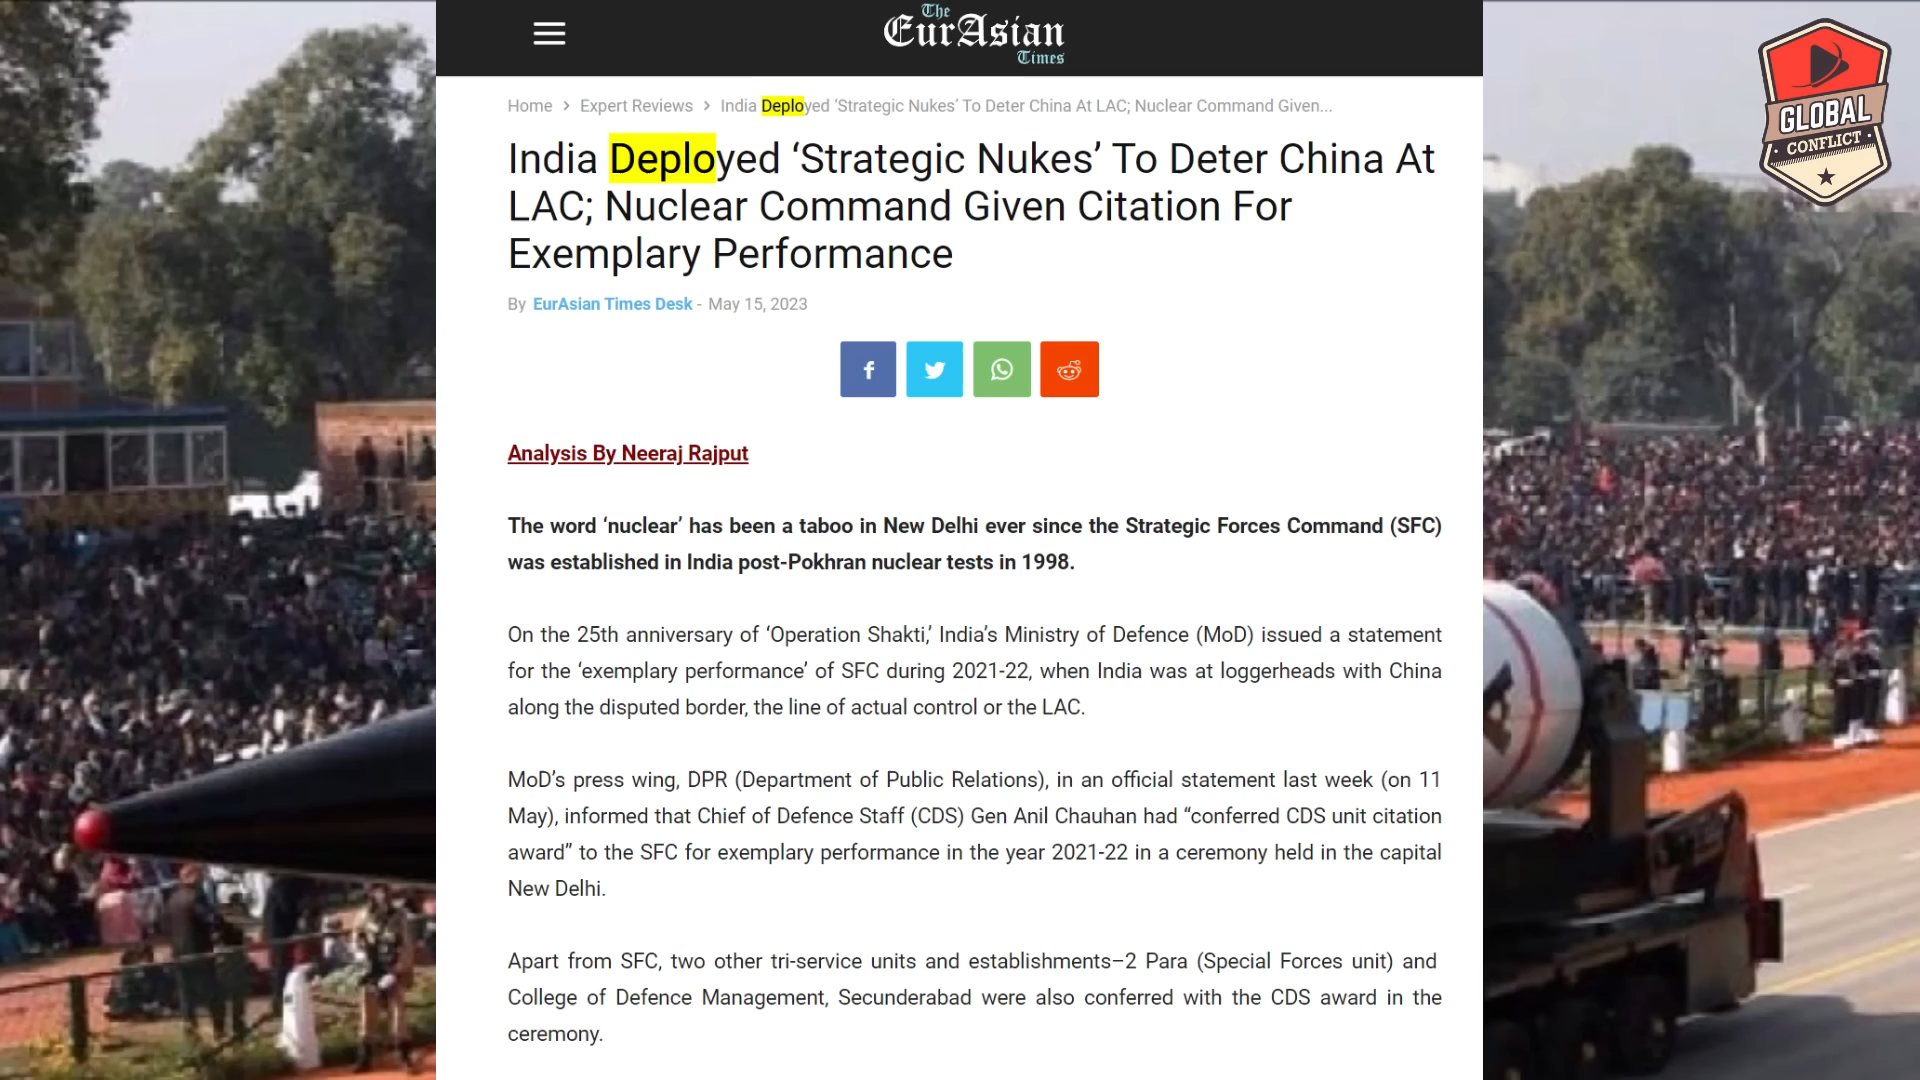 The
EurAsian
Times
Home > Expert Reviews > India Deployed ‘Strategic Nukes’ To Deter China At LAC; Nuclear Command Given...
India Deployed ‘Strategic Nukes’ To Deter China At
LAC; Nuclear Command Given Citation For
Exemplary Performance
By EurAsian Times Desk - May 15, 2023
Analysis By Neeraj Rajput
The word ‘nuclear’ has been a taboo in New Delhi ever since the Strategic Forces Command (SFC)
was established in India post-Pokhran nuclear tests in 1998.
On the 25th anniversary of ‘Operation Shakti,’ India’s Ministry of Defence (MoD) issued a statement
for the ‘exemplary performance’ of SFC during 2021-22, when India was at loggerheads with China
along the disputed border, the line of actual control or the LAC.
MoD’s press wing, DPR (Department of Public Relations), in an official statement last week (on 11
May), informed that Chief of Defence Staff (CDS) Gen Anil Chauhan had “conferred CDS unit citation
award” to the SFC for exemplary performance in the year 2021-22 in a ceremony held in the capital
New Delhi.
Apart from SFC, two other tri-service units and establishments–2 Para (Special Forces unit) and
College of Defence Management, Secunderabad were also conferred with the CDS award in the
ceremony.
GLOBAL
CONFLICT